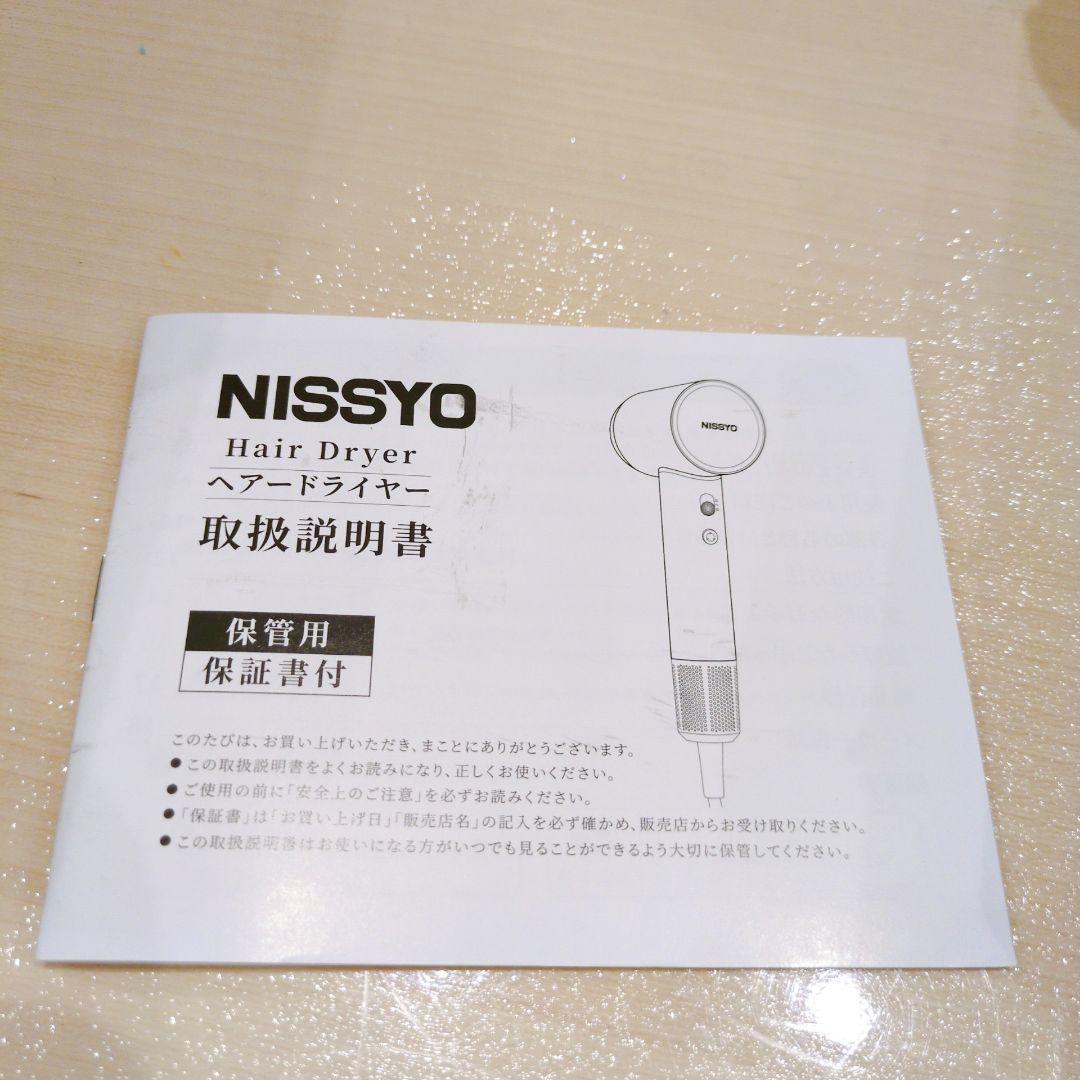 NISSYO
Hair Dryer
ヘアードライヤー
取扱説明書
保管用
保証書付
NISSYO
このたびは、お買い上げいただき、まことにありがとうございます。
●この取扱説明書をよくお読みになり、正しくお使いください。
●ご使用の前に「安全上のご注意」を必ずお読みください。
●「保証書」は「お買い上げ日」「販売店名」の記入を必ず確かめ、販売店からお受け取りください。
●この取扱説明書はお使いになる方がいつでも見ることができるよう大切に保管してください。